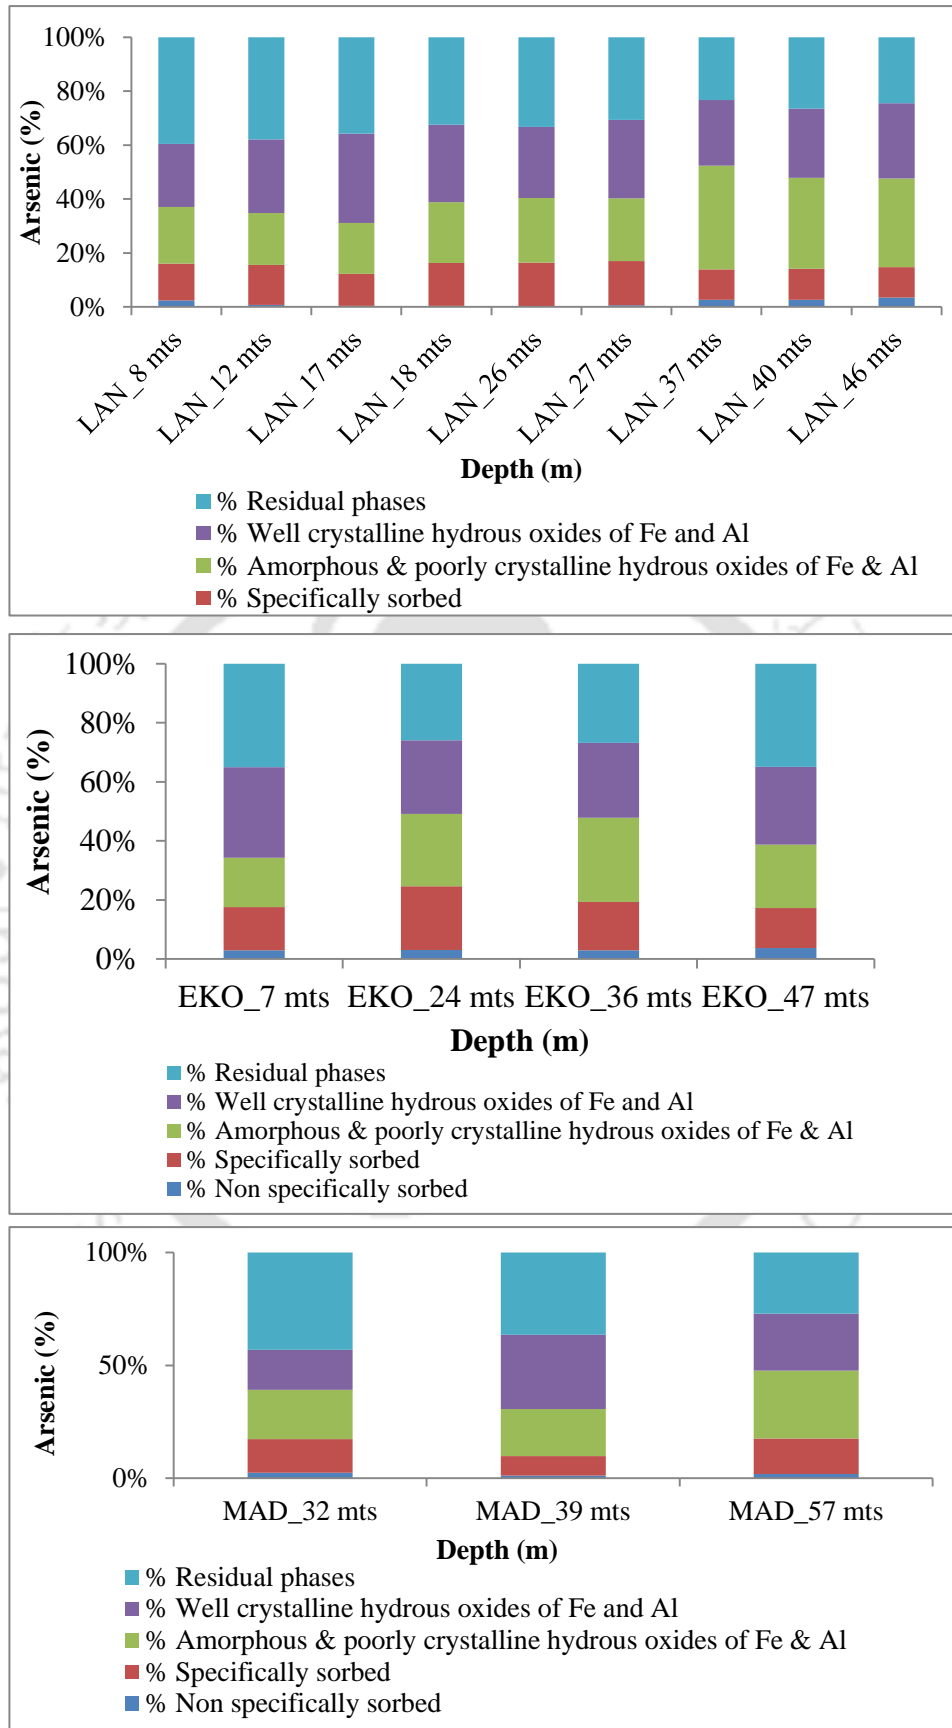 100%
80%
60%
40%
20%
0%
Arsenic (%)
LAN_8 mts
LAN_12 mts
LAN_17 mts
LAN_18 mts
LAN_26 mts
LAN_27 mts
LAN_37 mts
LAN_40 mts
LAN_46 mts
Depth (m)
% Residual phases
% Well crystalline hydrous oxides of Fe and Al
% Amorphous & poorly crystalline hydrous oxides of Fe & Al
% Specifically sorbed
100%
80%
60%
40%
20%
0%
Arsenic (%)
EKO_7 mts EKO_24 mts EKO_36 mts EKO_47 mts
Depth (m)
% Residual phases
% Well crystalline hydrous oxides of Fe and Al
% Amorphous & poorly crystalline hydrous oxides of Fe & Al
% Specifically sorbed
% Non specifically sorbed
100%
50%
0%
Arsenic (%)
MAD_32 mts MAD_39 mts MAD_57 mts
Depth (m)
% Residual phases
% Well crystalline hydrous oxides of Fe and Al
% Amorphous & poorly crystalline hydrous oxides of Fe & Al
% Specifically sorbed
% Non specifically sorbed